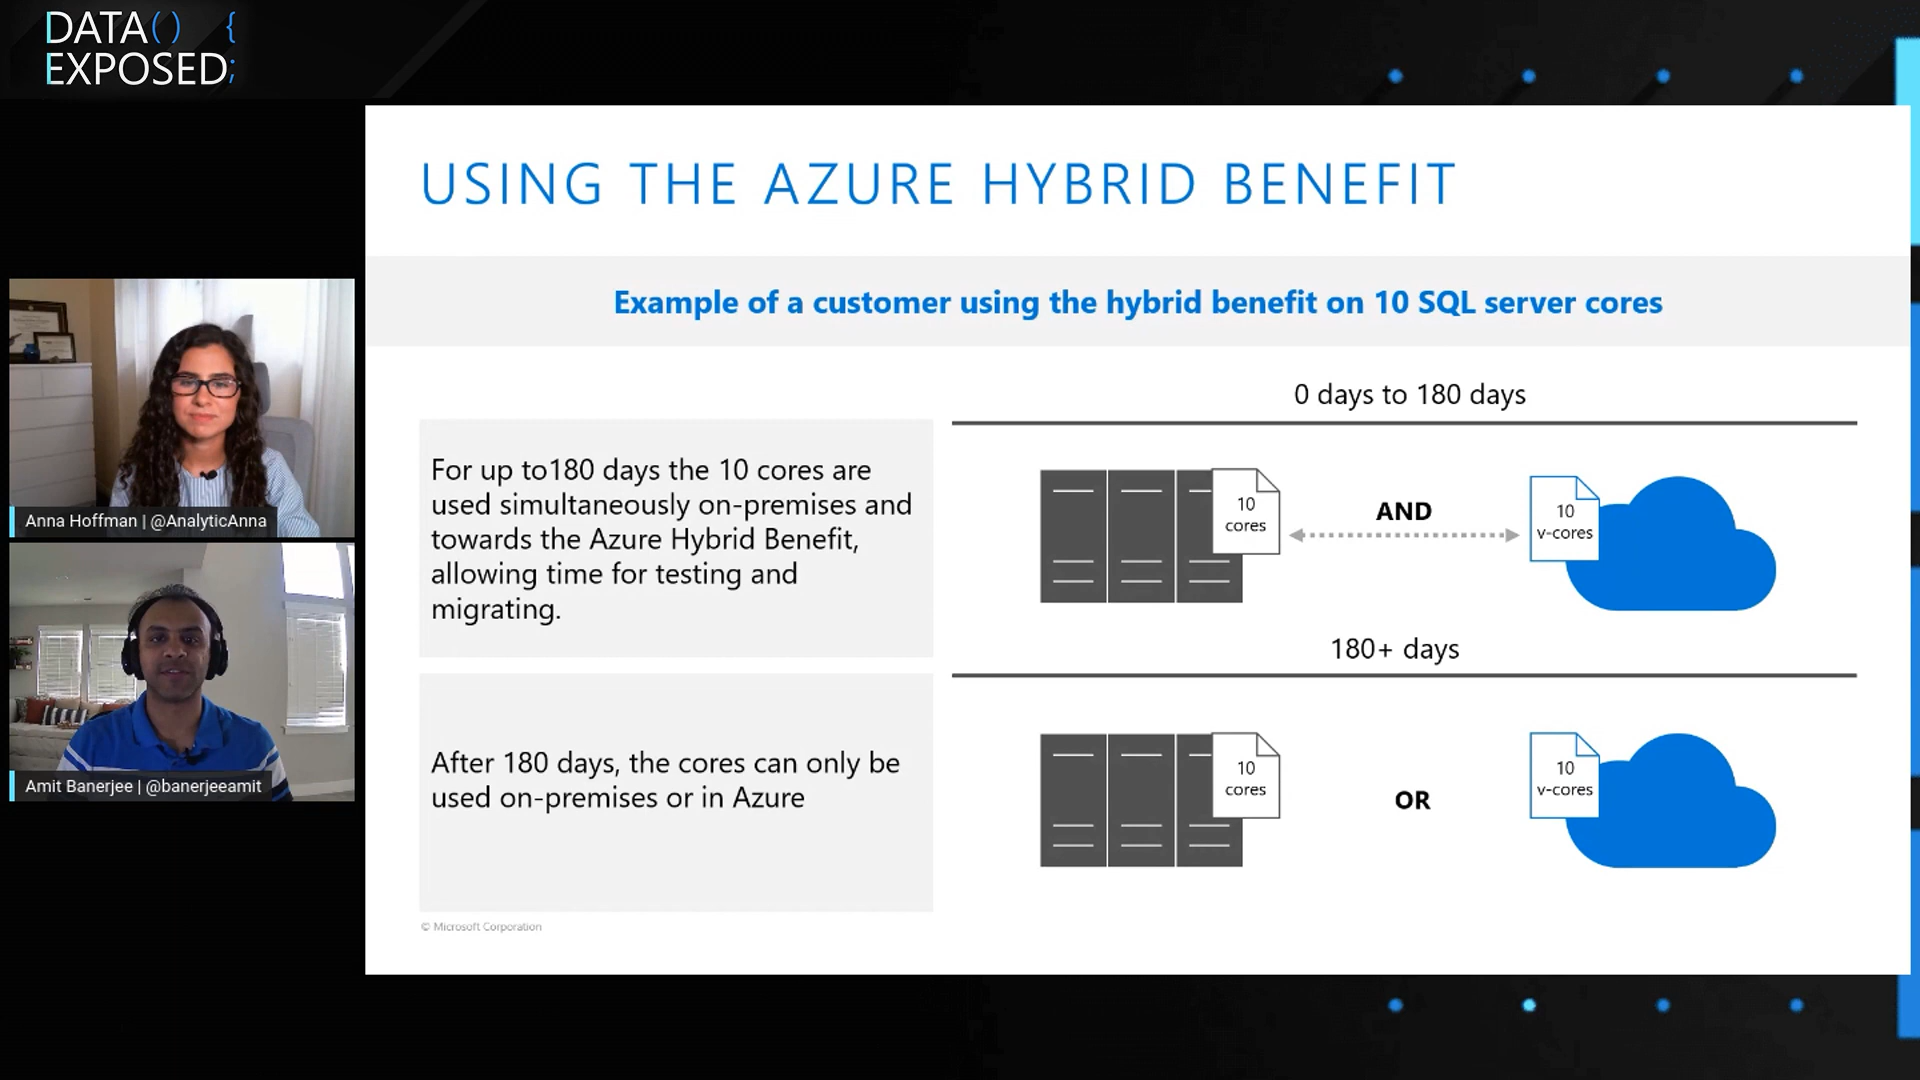 DATA() {
EXPOSED;
USING THE AZURE HYBRID BENEFIT
Example of a customer using the hybrid benefit on 10 SQL server cores
For up to180 days the 10 cores are
used simultaneously on-premises and
towards the Azure Hybrid Benefit,
allowing time for testing and
migrating.
0 days to 180 days
10
cores
AND
10
v-cores
After 180 days, the cores can only be
used on-premises or in Azure
180+ days
10
cores
OR
10
v-cores
© Microsoft Corporation
Anna Hoffman | @AnalyticAnna
Amit Banerjee | @banerjeeamit